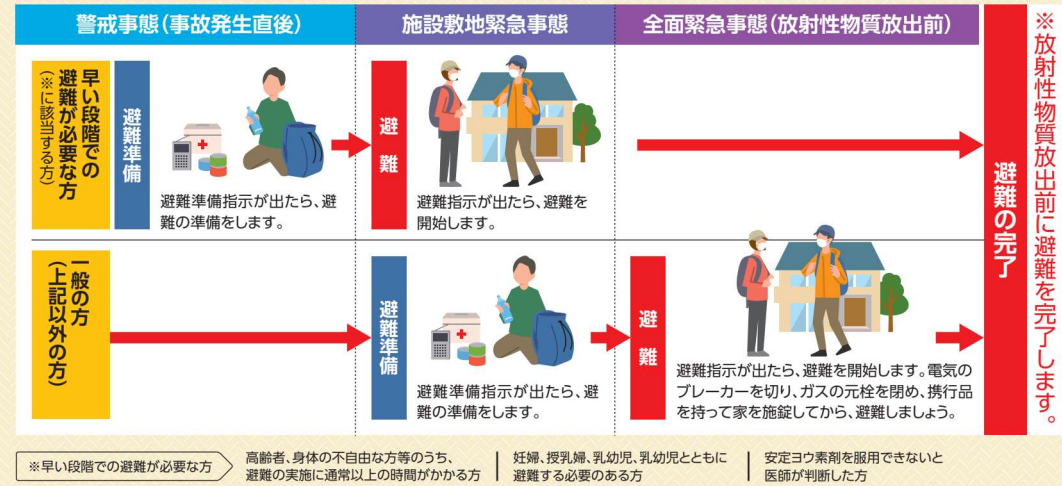 警戒事態(事故発生直後)
施設敷地緊急事態
全面緊急事態(放射性物質放出前)
早い段階での
避難が必要な方
(※に該当する方)
避難準備
避難準備指示が出たら、避
難の準備をします。
避難
避難指示が出たら、避難を
開始します。
一般の方
(上記以外の方)
避難準備
避難準備指示が出たら、避
難の準備をします。
避難
避難指示が出たら、避難を開始します。電気の
ブレーカーを切り、ガスの元栓を閉め、携行品
を持って家を施錠してから、避難しましょう。
避難の完了
※放射性物質放出前に避難を完了します。
※早い段階での避難が必要な方
高齢者、身体の不自由な方等のうち、
避難の実施に通常以上の時間がかかる方
妊婦、授乳婦、乳幼児、乳幼児とともに
避難する必要のある方
安定ヨウ素剤を服用できないと
医師が判断した方